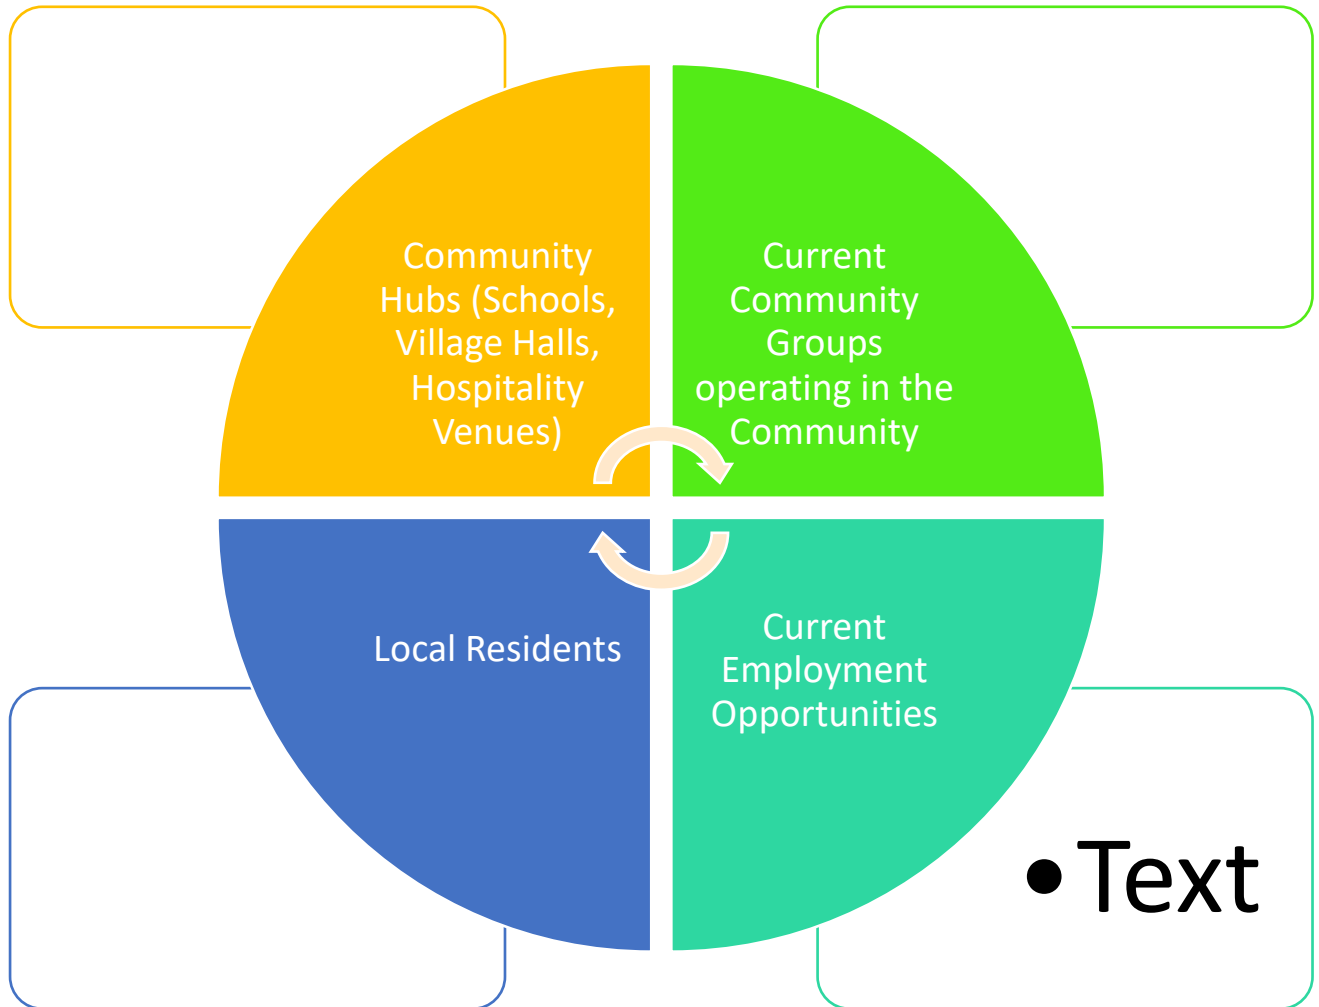 Community
Hubs (Schools,
Village Halls,
Hospitality
Venues)
Current
Community
Groups
operating in the
Community
Local Residents
Current
Employment
Opportunities
• Text